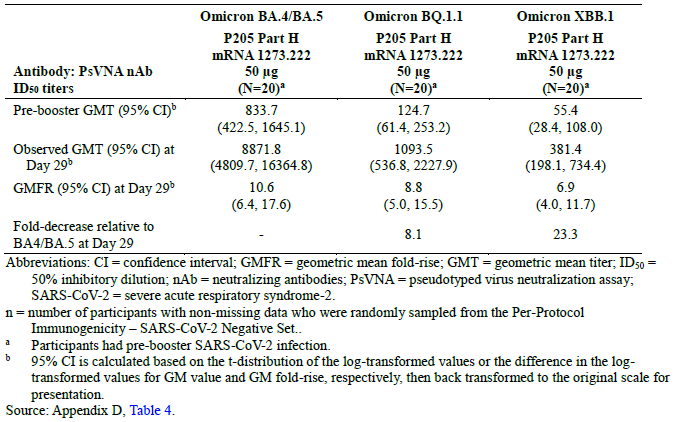 Omicron BA.4/BA.5 Omicron BQ.1.1 Omicron XBB.1
P205 Part H P205 Part H P205 Part H
mRNA 1273.222 mRNA 1273.222 mRNA 1273.222
Antibody: PsVNA nAb 50 µg 50 µg 50 µg
ID50 titers (N=20)a (N=20)a (N=20)a
Pre-booster GMT (95% CI)b 833.7 124.7 55.4
(422.5, 1645.1) (61.4, 253.2) (28.4, 108.0)
Observed GMT (95% CI) at 8871.8 1093.5 381.4
Day 29b (4809.7, 16364.8) (536.8, 2227.9) (198.1, 734.4)
GMFR (95% CI) at Day 29b 10.6 8.8 6.9
(6.4, 17.6) (5.0, 15.5) (4.0, 11.7)
Fold-decrease relative to
BA4/BA.5 at Day 29 - 8.1 23.3
Abbreviations: CI = confidence interval; GMFR = geometric mean fold-rise; GMT = geometric mean titer; ID50 =
50% inhibitory dilution; nAb = neutralizing antibodies; PsVNA = pseudotyped virus neutralization assay;
SARS-CoV-2 = severe acute respiratory syndrome-2.
n = number of participants with non-missing data who were randomly sampled from the Per-Protocol
Immunogenicity – SARS-CoV-2 Negative Set..
a Participants had pre-booster SARS-CoV-2 infection.
b 95% CI is calculated based on the t-distribution of the log-transformed values or the difference in the log-
transformed values for GM value and GM fold-rise, respectively, then back transformed to the original scale for
presentation.
Source: Appendix D, Table 4.